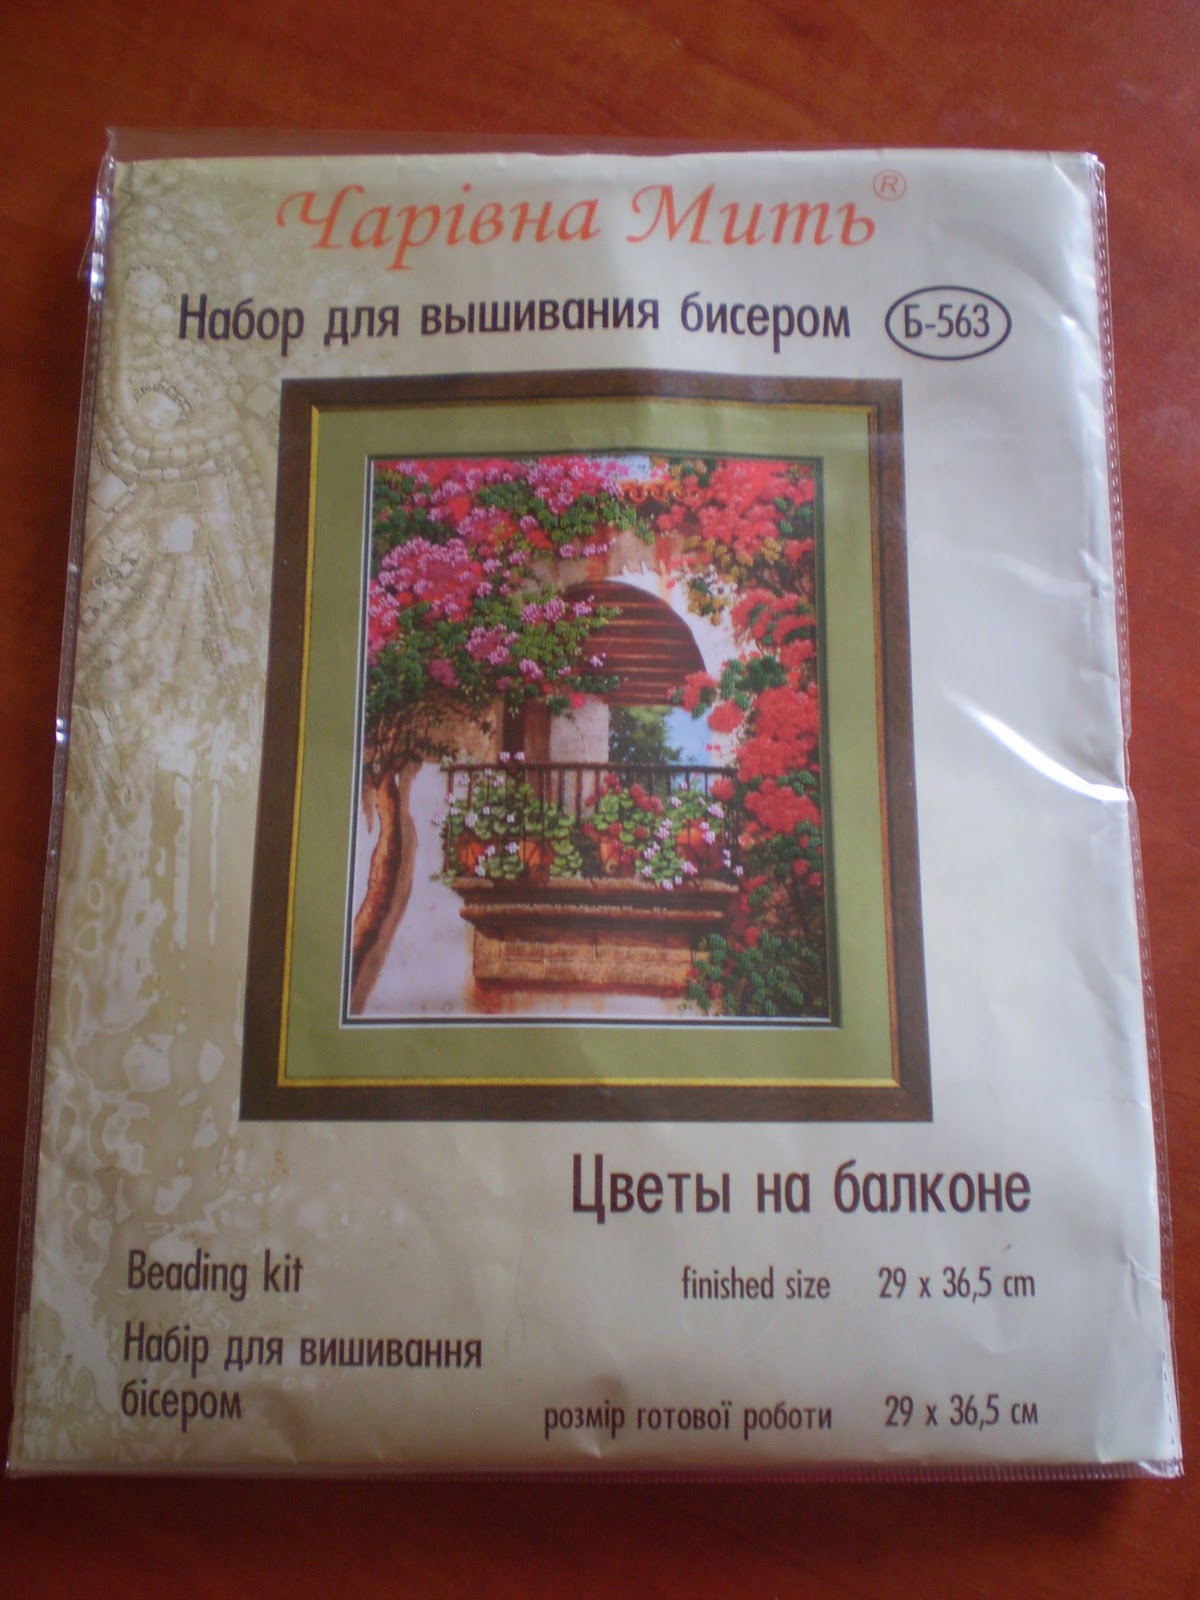 Чарівна Мить®
Набор для вышивания бисером Б-563
Цветы на балконе
Beading kit finished size 29 x 36,5 cm
Набір для вишивання
бісером
розмір готової роботи 29 x 36,5 см